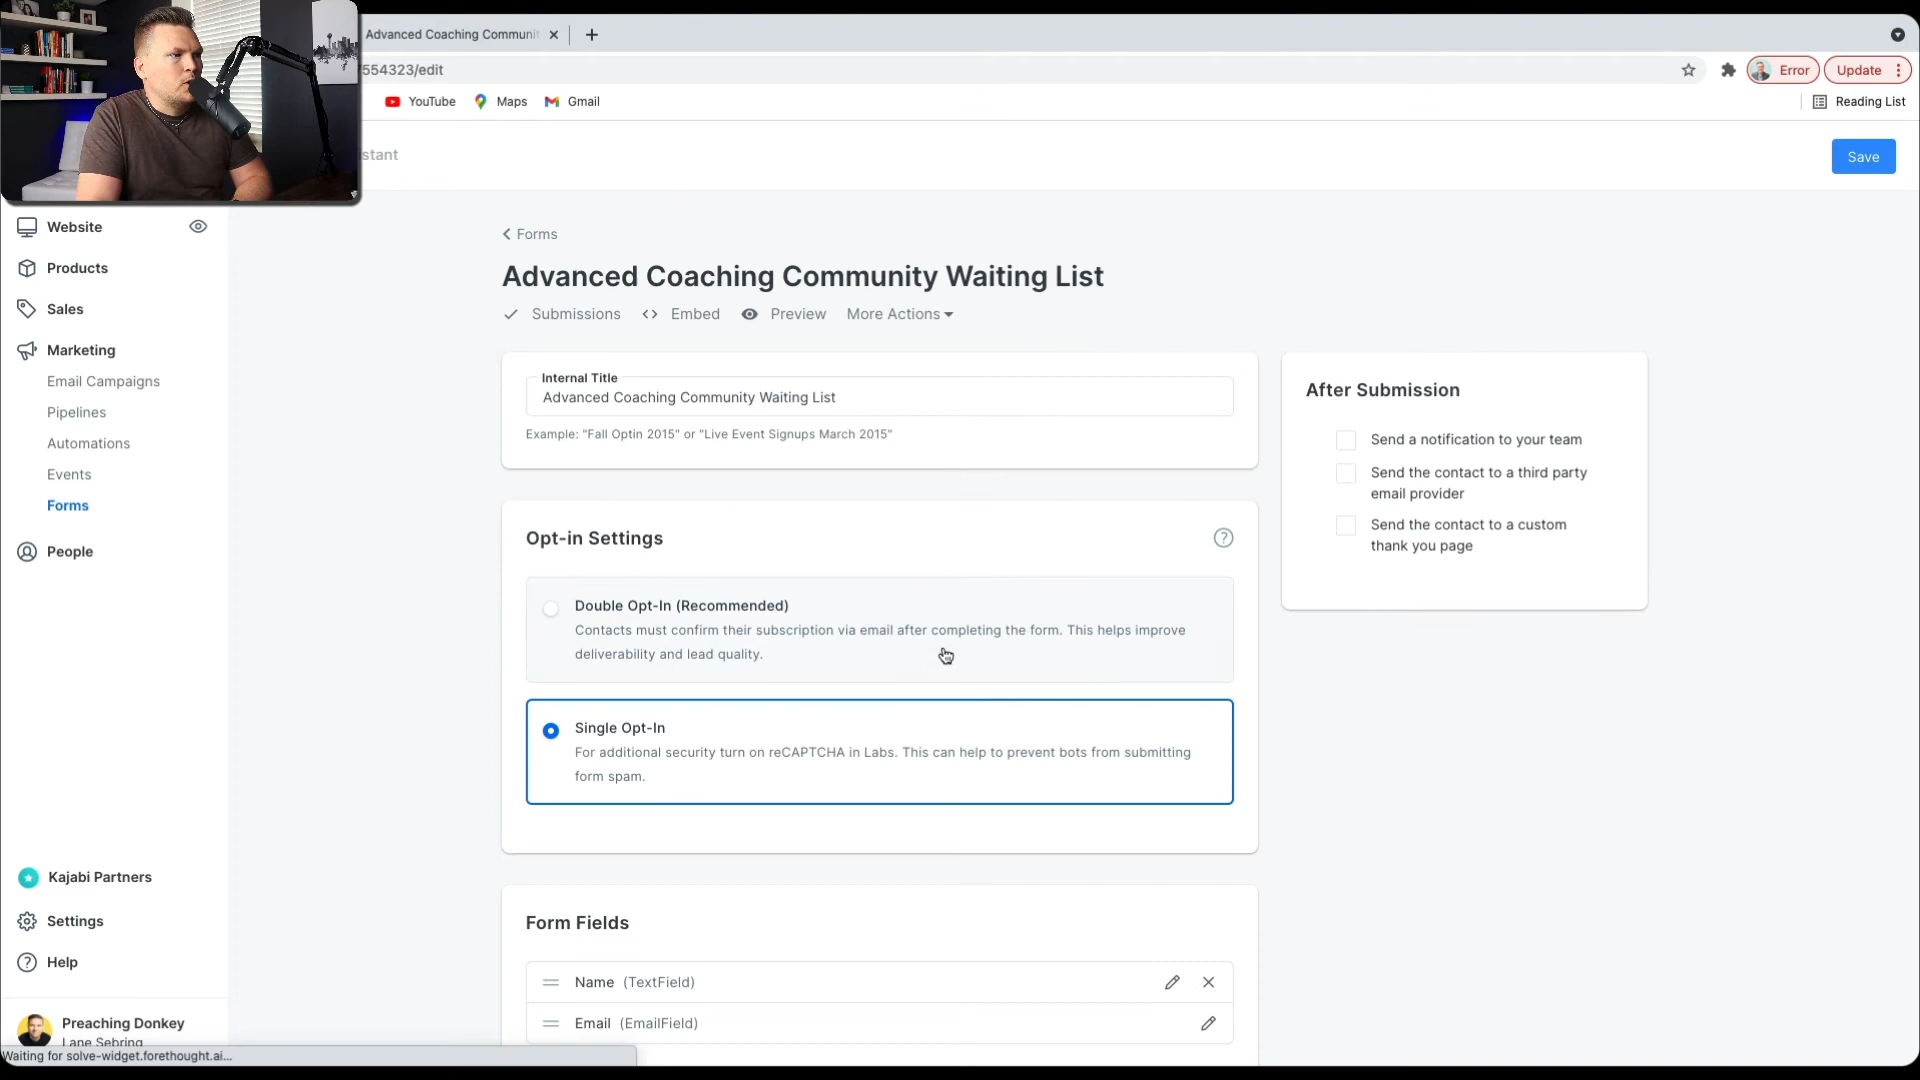 Advanced Coaching Communit
554323/edit
Error
Update
YouTube
Maps
Gmail
Reading List
stant
Save
Website
Products
Sales
Marketing
Email Campaigns
Pipelines
Automations
Events
Forms
People
Kajabi Partners
Settings
Help
Preaching Donkey
Lane Sebring
Waiting for solve-widget.forethought.ai...
Forms
Advanced Coaching Community Waiting List
Submissions
Embed
Preview
More Actions
Internal Title
Advanced Coaching Community Waiting List
Example: "Fall Optin 2015" or "Live Event Signups March 2015"
Opt-in Settings
Double Opt-In (Recommended)
Contacts must confirm their subscription via email after completing the form. This helps improve
deliverability and lead quality.
Single Opt-In
For additional security turn on reCAPTCHA in Labs. This can help to prevent bots from submitting
form spam.
Form Fields
Name (TextField)
Email (EmailField)
After Submission
Send a notification to your team
Send the contact to a third party
email provider
Send the contact to a custom
thank you page